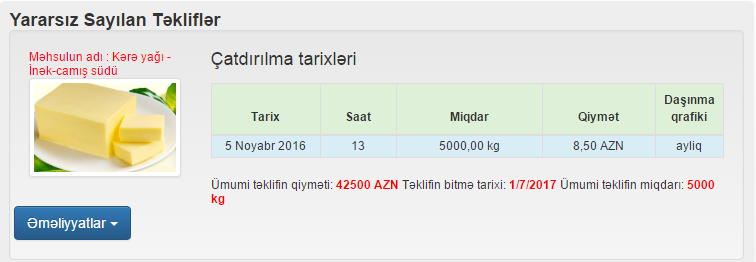 Yararsız Sayılan Təkliflər
Məhsulun adı : Kərə yağı -
İnək-camış südü
Çatdırılma tarixləri
Tarix Saat Miqdar Qiymət Daşınma qrafiki
5 Noyabr 2016 13 5000,00 kg 8,50 AZN ayliq
Ümumi təklifin qiyməti: 42500 AZN Təklifin bitmə tarixi: 1/7/2017 Ümumi təklifin miqdarı: 5000
kg
Əməliyyatlar